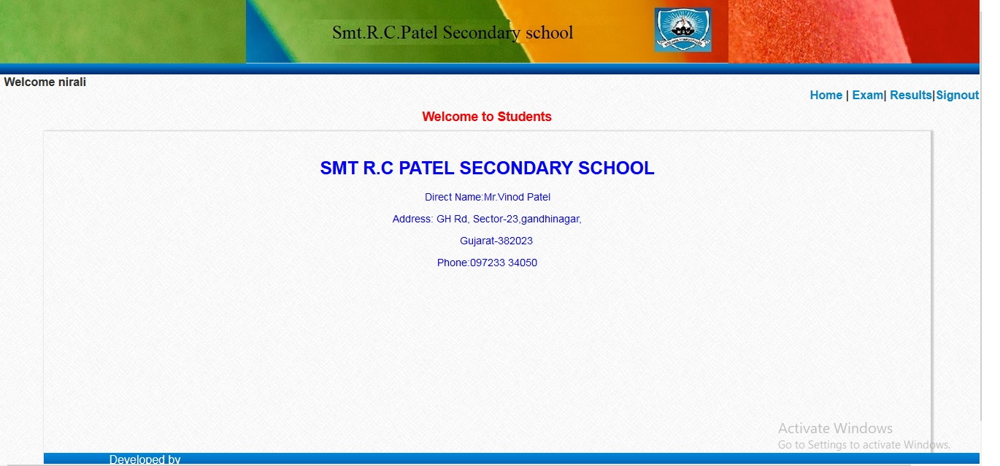 Smt.R.C.Patel Secondary school
Welcome nirali
Home | Exam| Results|Signout
Welcome to Students
SMT R.C PATEL SECONDARY SCHOOL
Direct Name:Mr.Vinod Patel
Address: GH Rd, Sector-23,gandhinagar,
Gujarat-382023
Phone:097233 34050
Activate Windows
Go to Settings to activate Windows.
Developed by